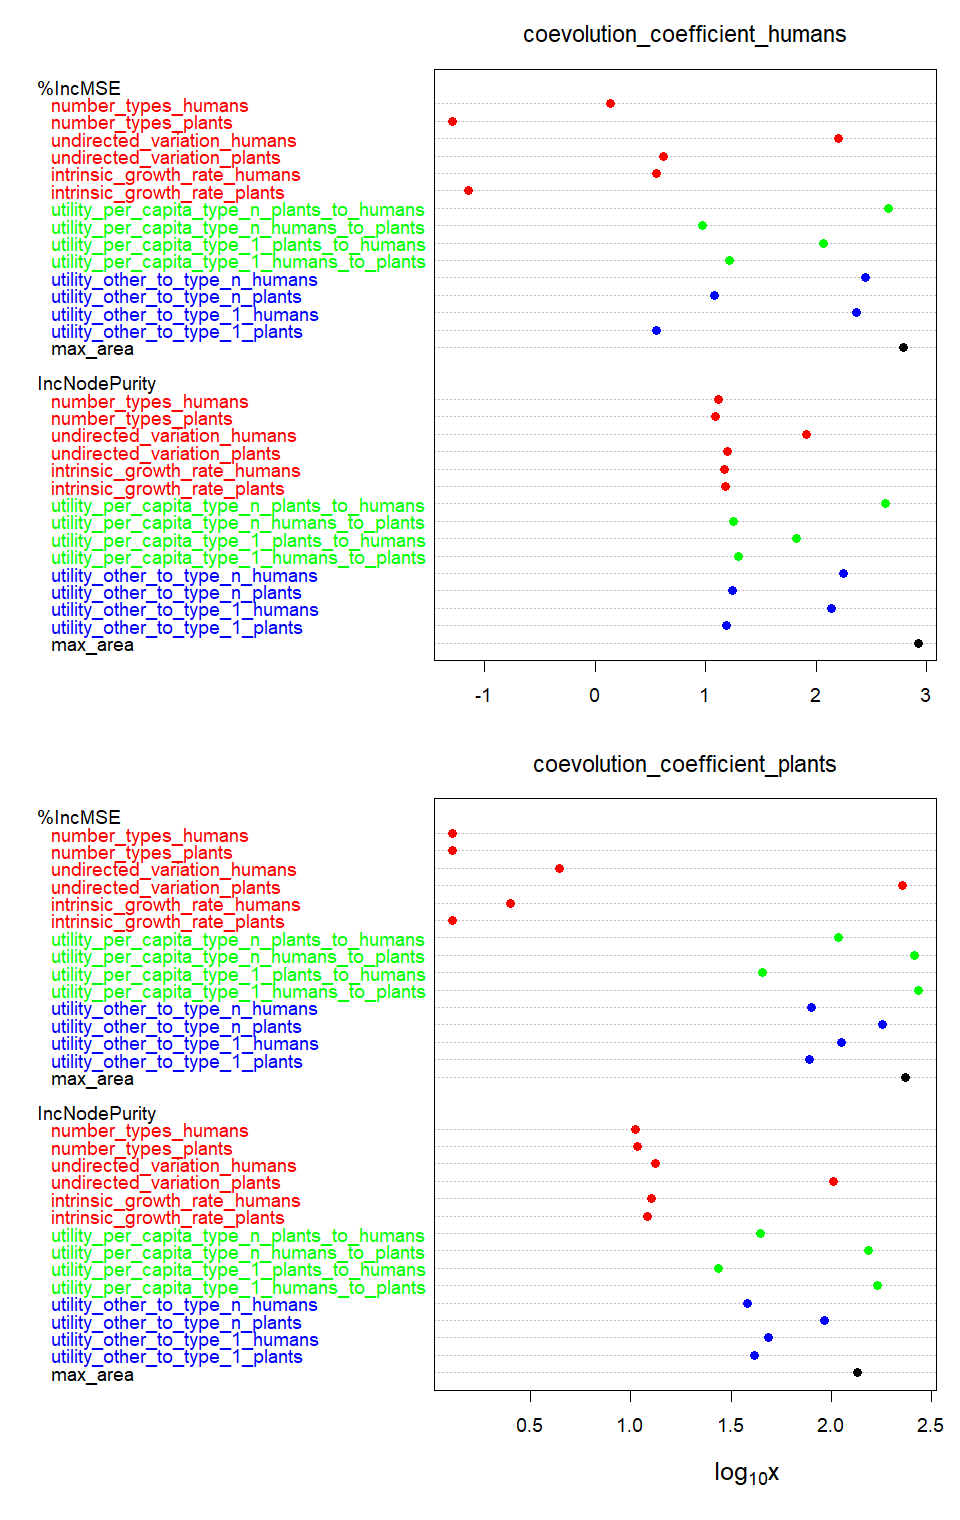 coevolution_coefficient_humans
%IncMSE
number_types_humans
number_types_plants
undirected_variation_humans
undirected_variation_plants
intrinsic_growth_rate_humans
intrinsic_growth_rate_plants
utility_per_capita_type_n_plants_to_humans
utility_per_capita_type_n_humans_to_plants
utility_per_capita_type_1_plants_to_humans
utility_per_capita_type_1_humans_to_plants
utility_other_to_type_n_humans
utility_other_to_type_n_plants
utility_other_to_type_1_humans
utility_other_to_type_1_plants
max_area
IncNodePurity
number_types_humans
number_types_plants
undirected_variation_humans
undirected_variation_plants
intrinsic_growth_rate_humans
intrinsic_growth_rate_plants
utility_per_capita_type_n_plants_to_humans
utility_per_capita_type_n_humans_to_plants
utility_per_capita_type_1_plants_to_humans
utility_per_capita_type_1_humans_to_plants
utility_other_to_type_n_humans
utility_other_to_type_n_plants
utility_other_to_type_1_humans
utility_other_to_type_1_plants
max_area
-1 0 1 2 3
coevolution_coefficient_plants
%IncMSE
number_types_humans
number_types_plants
undirected_variation_humans
undirected_variation_plants
intrinsic_growth_rate_humans
intrinsic_growth_rate_plants
utility_per_capita_type_n_plants_to_humans
utility_per_capita_type_n_humans_to_plants
utility_per_capita_type_1_plants_to_humans
utility_per_capita_type_1_humans_to_plants
utility_other_to_type_n_humans
utility_other_to_type_n_plants
utility_other_to_type_1_humans
utility_other_to_type_1_plants
max_area
IncNodePurity
number_types_humans
number_types_plants
undirected_variation_humans
undirected_variation_plants
intrinsic_growth_rate_humans
intrinsic_growth_rate_plants
utility_per_capita_type_n_plants_to_humans
utility_per_capita_type_n_humans_to_plants
utility_per_capita_type_1_plants_to_humans
utility_per_capita_type_1_humans_to_plants
utility_other_to_type_n_humans
utility_other_to_type_n_plants
utility_other_to_type_1_humans
utility_other_to_type_1_plants
max_area
0.5 1.0 1.5 2.0 2.5
log₁₀x